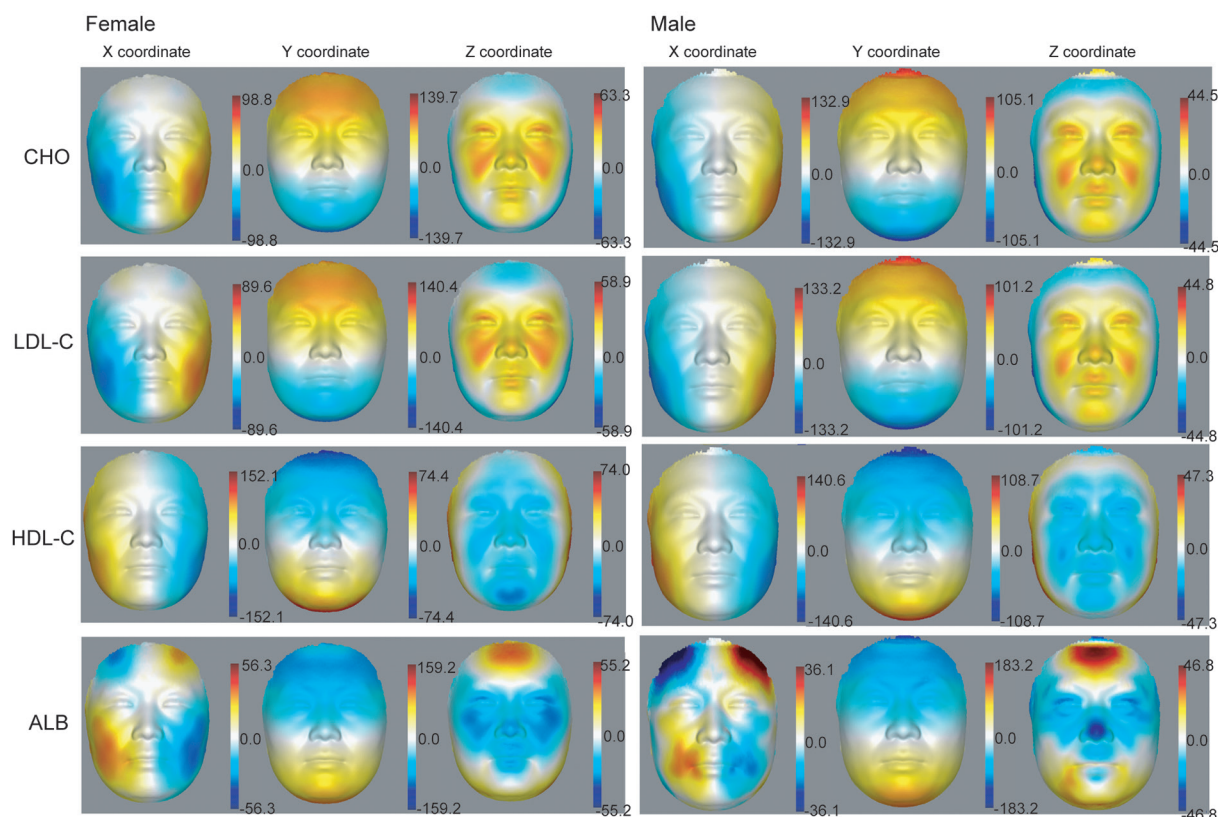 Female Male
X coordinate Y coordinate Z coordinate X coordinate Y coordinate Z coordinate
CHO
98.8 139.7 63.3 132.9 105.1 44.5
0.0 0.0 0.0 0.0 0.0 0.0
-98.8 -139.7 -63.3 -132.9 -105.1 -44.5
LDL-C
89.6 140.4 58.9 133.2 101.2 44.8
0.0 0.0 0.0 0.0 0.0 0.0
-89.6 -140.4 -58.9 -133.2 -101.2 -44.8
HDL-C
152.1 74.4 74.0 140.6 108.7 47.3
0.0 0.0 0.0 0.0 0.0 0.0
-152.1 -74.4 -74.0 -140.6 -108.7 -47.3
ALB
56.3 159.2 55.2 36.1 183.2 46.8
0.0 0.0 0.0 0.0 0.0 0.0
-56.3 -159.2 -55.2 -36.1 -183.2 -46.8